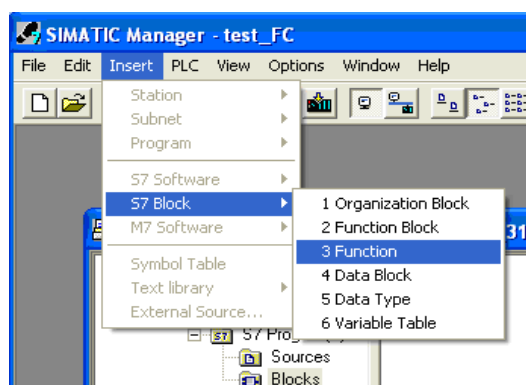 SIMATIC Manager - test_FC
File Edit Insert PLC View Options Window Help
Station
Subnet
Program
S7 Software
S7 Block
M7 Software
Symbol Table
Text library
External Source...
1 Organization Block
2 Function Block
3 Function
4 Data Block
5 Data Type
6 Variable Table
31
S7
Sources
Blocks